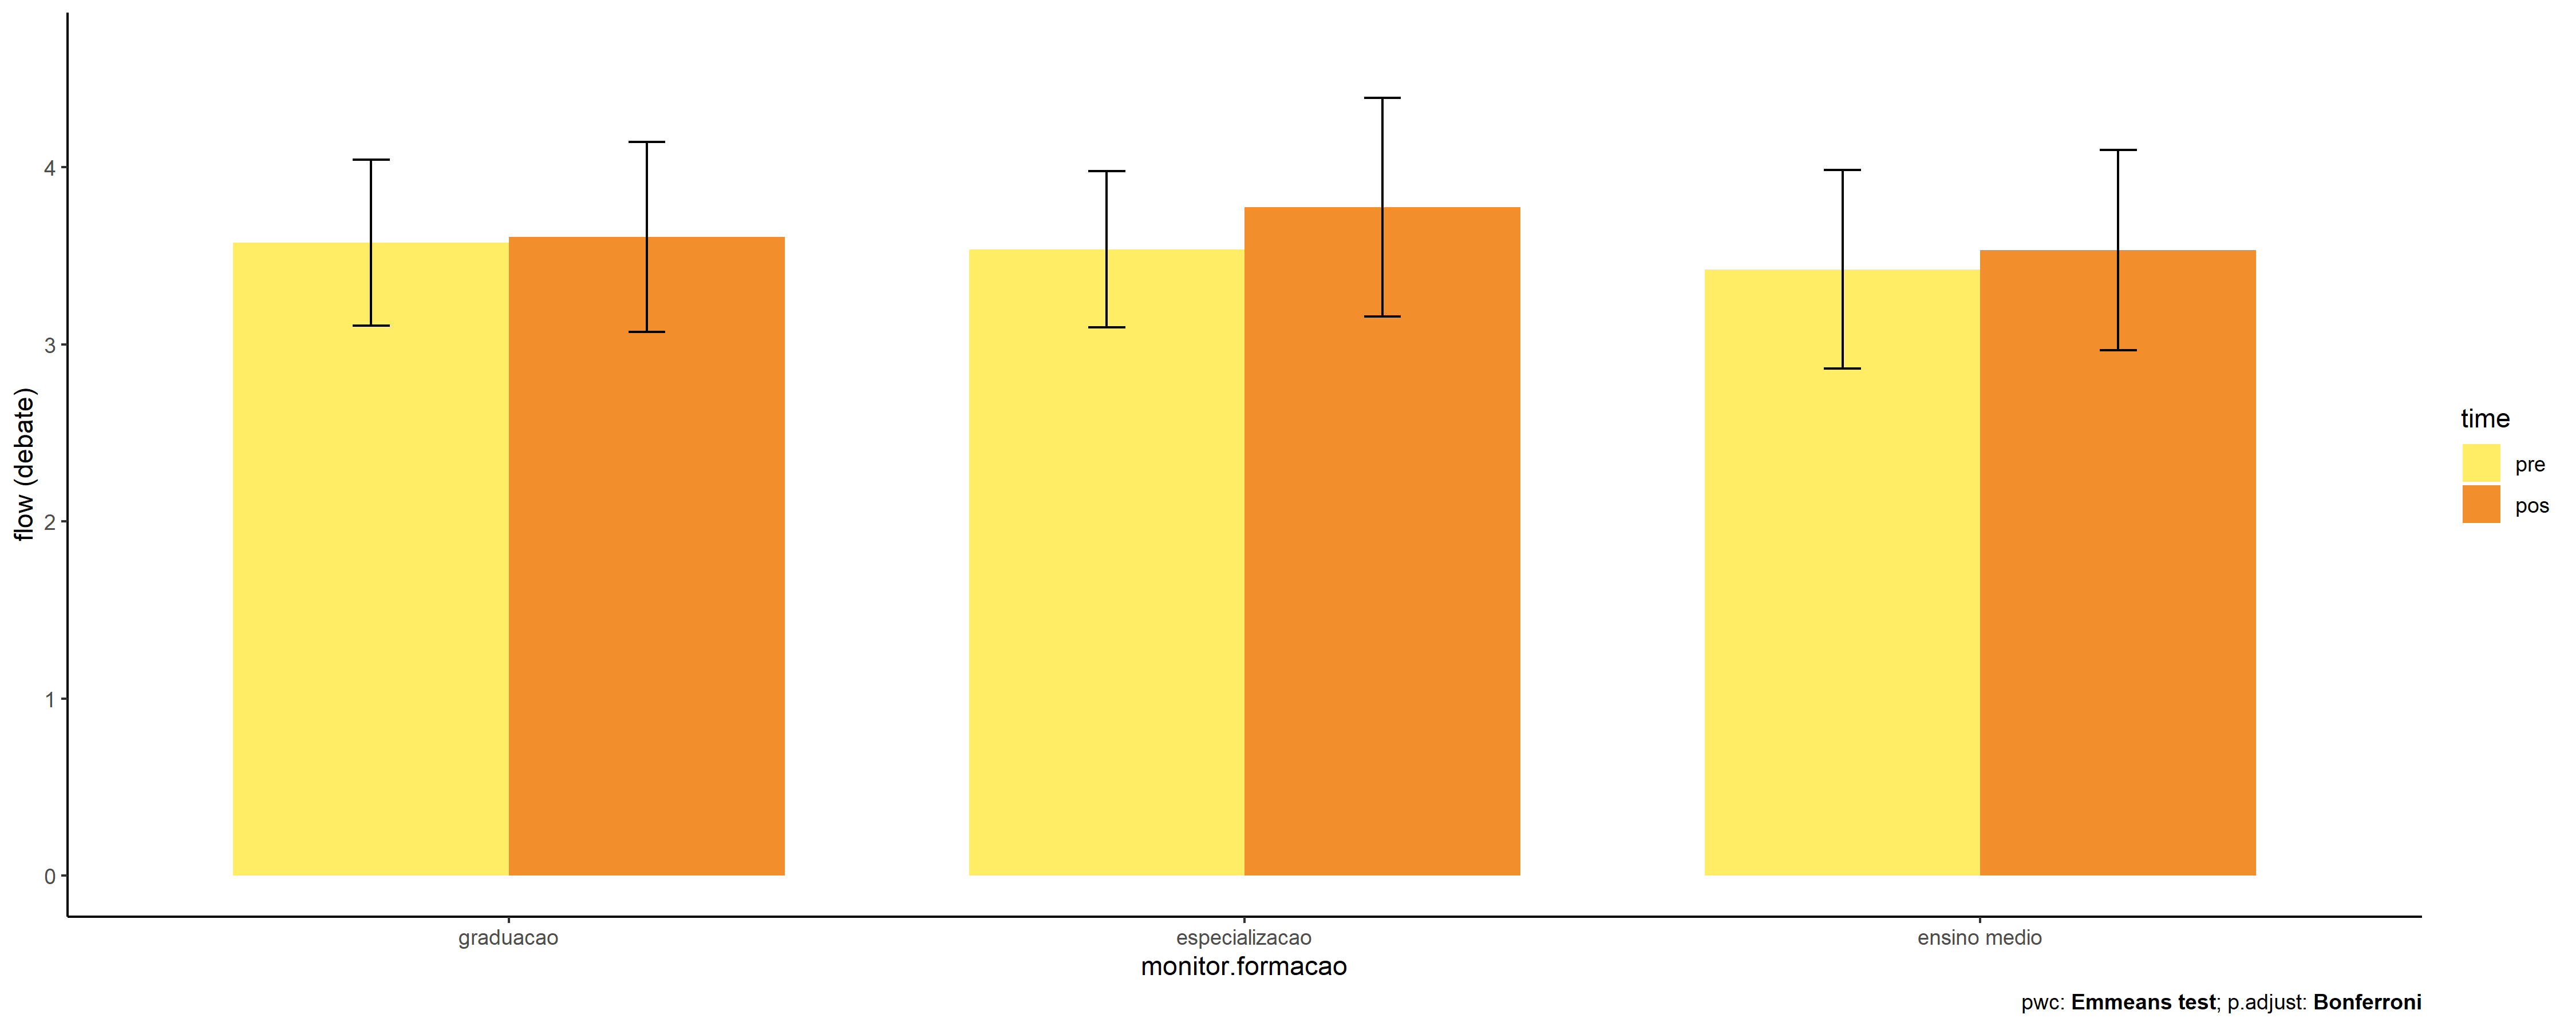 flow (debate)
4
3
2
1
0
graduacao
especializacao
ensino medio
monitor.formacao
time
pre
pos
pwc: Emmeans test; p.adjust: Bonferroni